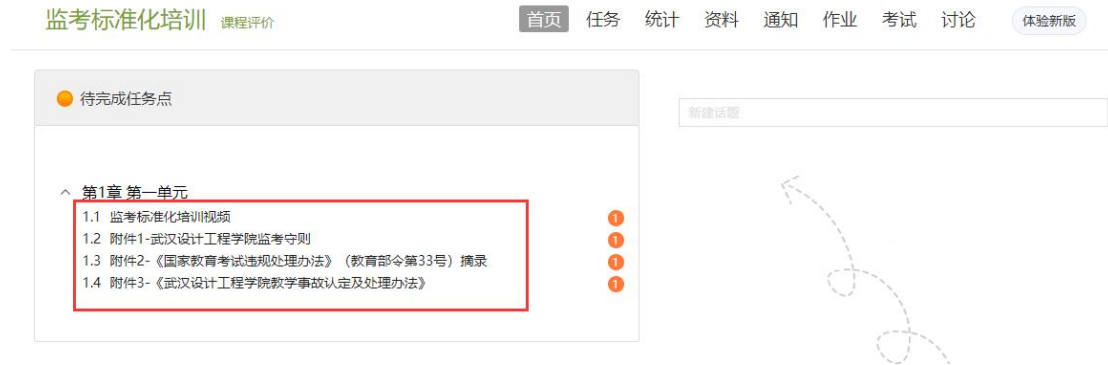 监考标准化培训 课程评价 首页 任务 统计 资料 通知 作业 考试 讨论 体验新版
待完成任务点
新建话题
第1章 第一单元
1.1 监考标准化培训视频 1
1.2 附件1-武汉设计工程学院监考守则 1
1.3 附件2-《国家教育考试违规处理办法》（教育部令第33号）摘录 1
1.4 附件3-《武汉设计工程学院教学事故认定及处理办法》 1